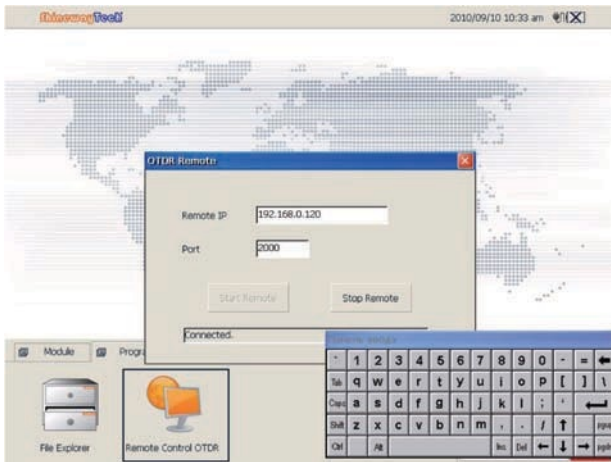 ShinewayTech
2010/09/10 10:33 am
OTDR Remote
Remote IP 192.168.0.120
Port 2000
Start Remote Stop Remote
Connected.
Module Progra
` 1 2 3 4 5 6 7 8 9 0 - =
Tab q w e r t y u i o p [ ] \
Caps a s d f g h j k l ; '
Shift z x c v b n m , . /
Ctrl Alt Ins Del
File Explorer Remote Control OTDR